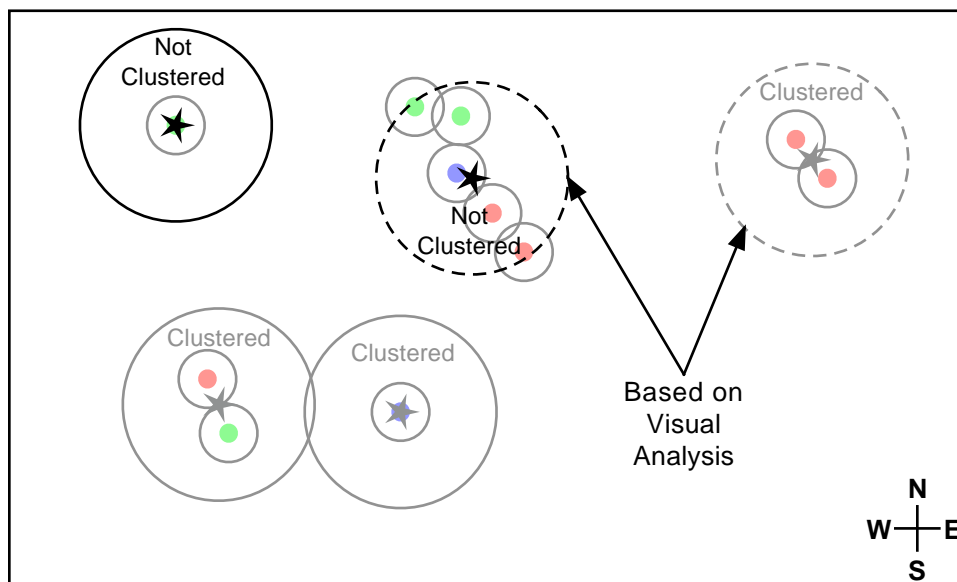 Not
Clustered
Clustered
Not
Clustered
Clustered
Clustered
Based on
Visual
Analysis
N
W E
S